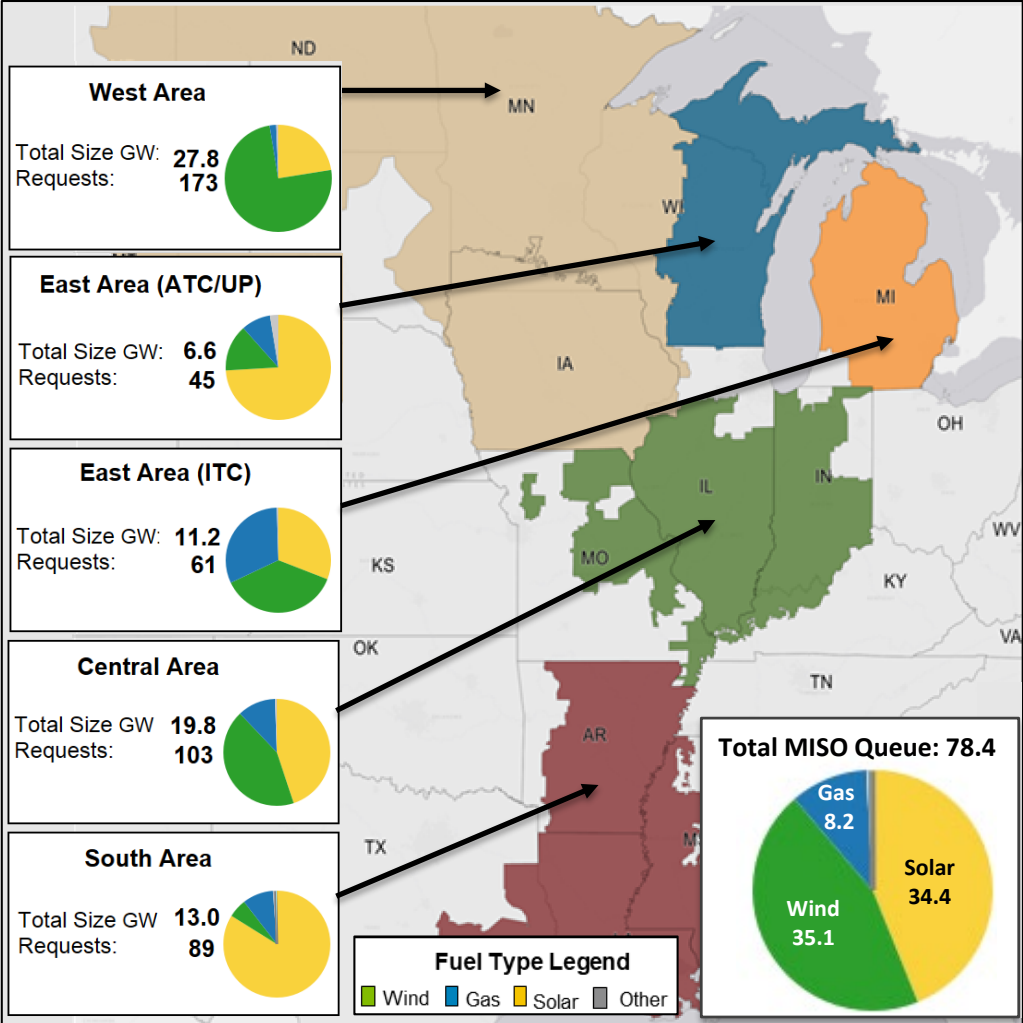 ND
MN
WI
MI
IA
OH
IL
IN
WV
KS
MO
KY
VA
OK
TN
AR
TX
West Area
Total Size GW: 27.8
Requests: 173
East Area (ATC/UP)
Total Size GW: 6.6
Requests: 45
East Area (ITC)
Total Size GW: 11.2
Requests: 61
Central Area
Total Size GW 19.8
Requests: 103
South Area
Total Size GW 13.0
Requests: 89
Fuel Type Legend
Wind Gas Solar Other
Total MISO Queue: 78.4
Gas
8.2
Solar
34.4
Wind
35.1